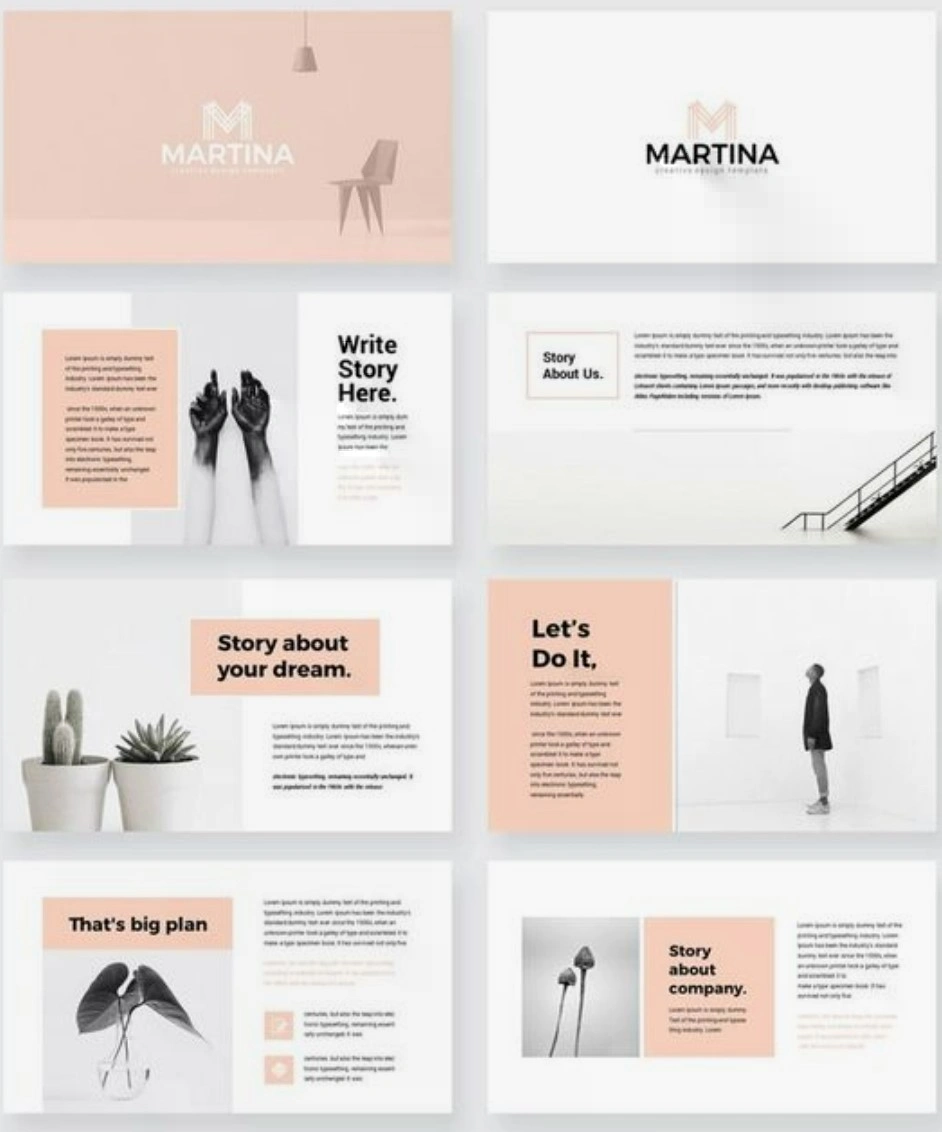 M
MARTINA
creative design template
M
MARTINA
creative design template
Lorem Ipsum is simply dummy text
of the printing and typesetting
industry. Lorem Ipsum has been the
industry's standard dummy text ever
since the 1500s, when an unknown
printer took a galley of type and
scrambled it to make a type
specimen book. It has survived not
only five centuries, but also the leap
into electronic typesetting,
remaining essentially unchanged.
It was popularised in the
Write
Story
Here.
Lorem Ipsum is simply dum
my text of the printing and
typesetting industry. Lorem
Ipsum has been the
Story
About Us.
Lorem Ipsum is simply dummy text of the printing and typesetting industry. Lorem Ipsum has been the
industry's standard dummy text ever since the 1500s, when an unknown printer took a galley of type and
scrambled it to make a type specimen book. It has survived not only five centuries, but also the leap into
electronic typesetting, remaining essentially unchanged. It was popularised in the 1960s with the release of
Letraset sheets containing Lorem Ipsum passages, and more recently with desktop publishing software like
Aldus PageMaker including versions of Lorem Ipsum.
Story about
your dream.
Lorem Ipsum is simply dummy text of the printing and
typesetting industry. Lorem Ipsum has been the industry's
standard dummy text ever since the 1500s, when an unkn
own printer took a galley of type and
electronic typesetting, remaining essentially unchanged. It
was popularised in the 1960s with the release
Let's
Do It,
Lorem Ipsum is simply dummy text
of the printing and typesetting
industry. Lorem Ipsum has been the
industry's standard dummy text ever
since the 1500s, when an unknown
printer took a galley of type and
scrambled it to make a type
specimen book. It has survived not
only five centuries, but also the leap
into electronic typesetting,
remaining essentially
That's big plan
Lorem Ipsum is simply dummy text of the printing and
typesetting industry. Lorem Ipsum has been the industry's
standard dummy text ever since the 1500s, when an
unknown printer took a galley of type and scrambled it to
make a type specimen book. It has survived not only five
centuries, but also the leap into elec
tronic typesetting, remaining essenti
ally unchanged. It was
centuries, but also the leap into elec
tronic typesetting, remaining essenti
ally unchanged. It was
Story
about
company.
Lorem Ipsum is simply dummy
Text of the printing and typese
tting industry. Lorem
Lorem Ipsum is simply dummy text of the
printing and typesetting industry. Lorem
Ipsum has been the industry's standard
dummy text ever since the 1500s, when
an unknown printer took a galley of type
and scrambled it to
make a type specimen book. It has
survived not only five